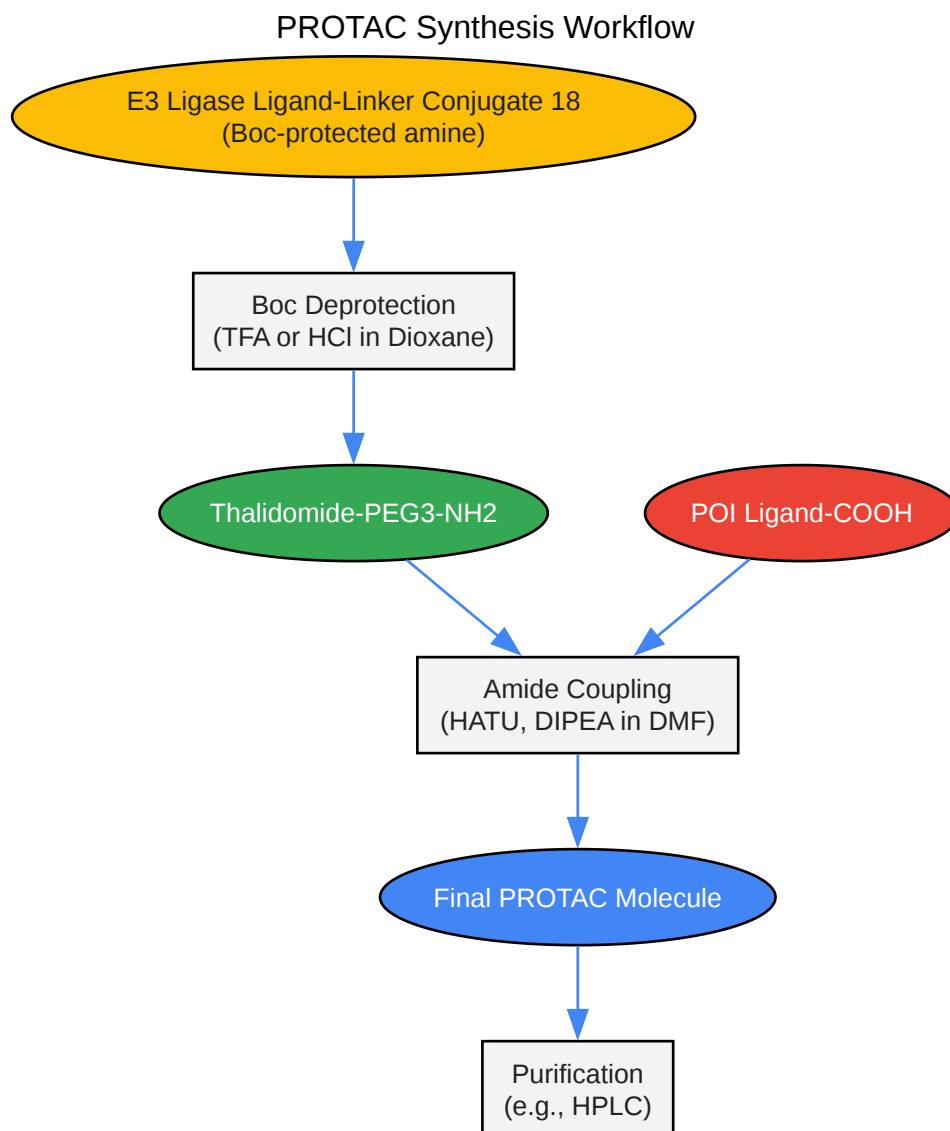 PROTAC Synthesis Workflow
E3 Ligase Ligand-Linker Conjugate 18
(Boc-protected amine)
Boc Deprotection
(TFA or HCl in Dioxane)
Thalidomide-PEG3-NH2
POI Ligand-COOH
Amide Coupling
(HATU, DIPEA in DMF)
Final PROTAC Molecule
Purification
(e.g., HPLC)